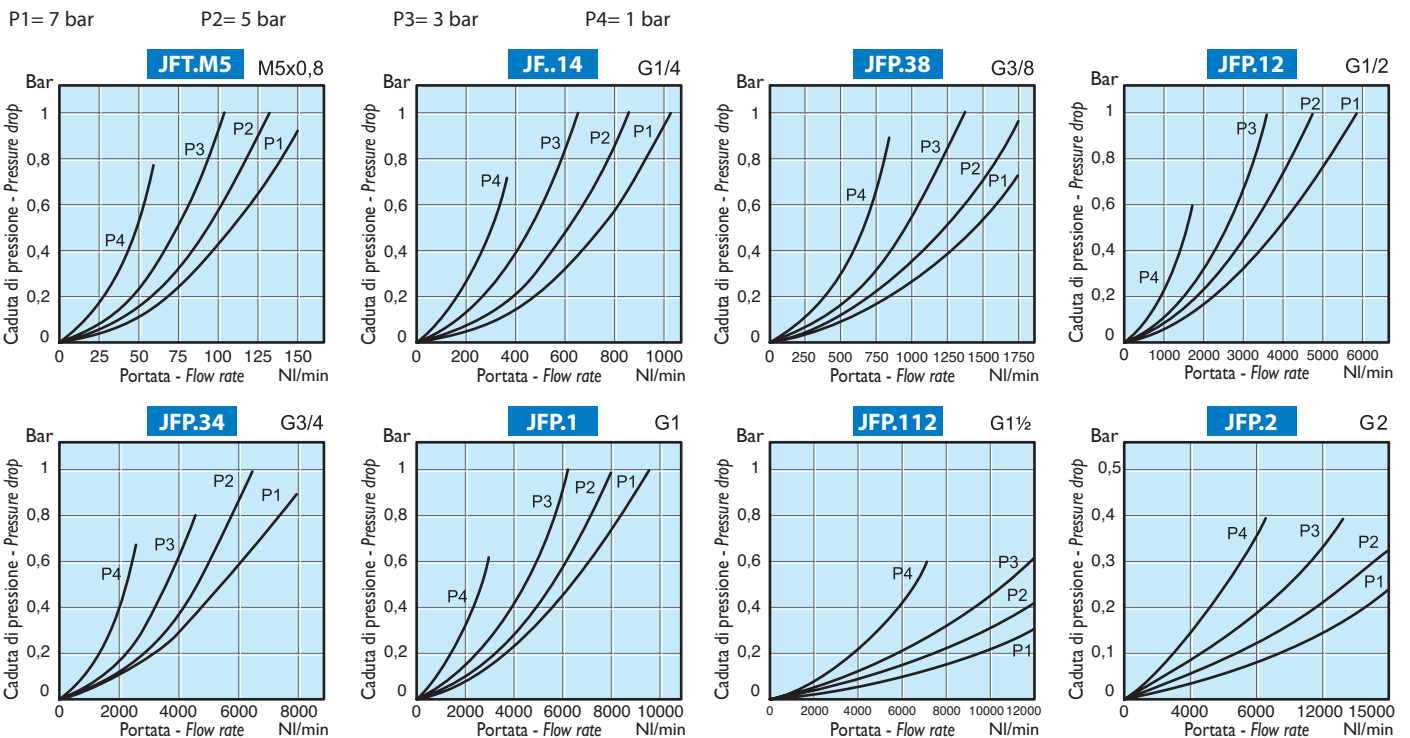 P1= 7 bar P2= 5 bar P3= 3 bar P4= 1 bar
JFT.M5 M5x0,8
Bar
Caduta di pressione - Pressure drop
1
0,8
0,6
0,4
0,2
0
P4 P3 P2 P1
0 25 50 75 100 125 150
Portata - Flow rate Nl/min
JF..14 G1/4
Bar
Caduta di pressione - Pressure drop
1
0,8
0,6
0,4
0,2
0
P4 P3 P2 P1
0 200 400 600 800 1000
Portata - Flow rate Nl/min
JFP.38 G3/8
Bar
Caduta di pressione - Pressure drop
1
0,8
0,6
0,4
0,2
0
P4 P3 P2 P1
0 250 500 750 1000 1250 1500 1750
Portata - Flow rate Nl/min
JFP.12 G1/2
Bar
Caduta di pressione - Pressure drop
1
0,8
0,6
0,4
0,2
0
P4 P3 P2 P1
0 1000 2000 3000 4000 5000 6000
Portata - Flow rate Nl/min
JFP.34 G3/4
Bar
Caduta di pressione - Pressure drop
1
0,8
0,6
0,4
0,2
0
P4 P3 P2 P1
0 2000 4000 6000 8000
Portata - Flow rate Nl/min
JFP.1 G1
Bar
Caduta di pressione - Pressure drop
1
0,8
0,6
0,4
0,2
0
P4 P3 P2 P1
0 2000 4000 6000 8000 10000
Portata - Flow rate Nl/min
JFP.112 G1½
Bar
Caduta di pressione - Pressure drop
1
0,8
0,6
0,4
0,2
0
P4 P3 P2 P1
0 2000 4000 6000 8000 10000 12000
Portata - Flow rate Nl/min
JFP.2 G2
Bar
Caduta di pressione - Pressure drop
0,5
0,4
0,3
0,2
0,1
0
P4 P3 P2 P1
0 4000 6000 12000 15000
Portata - Flow rate Nl/min